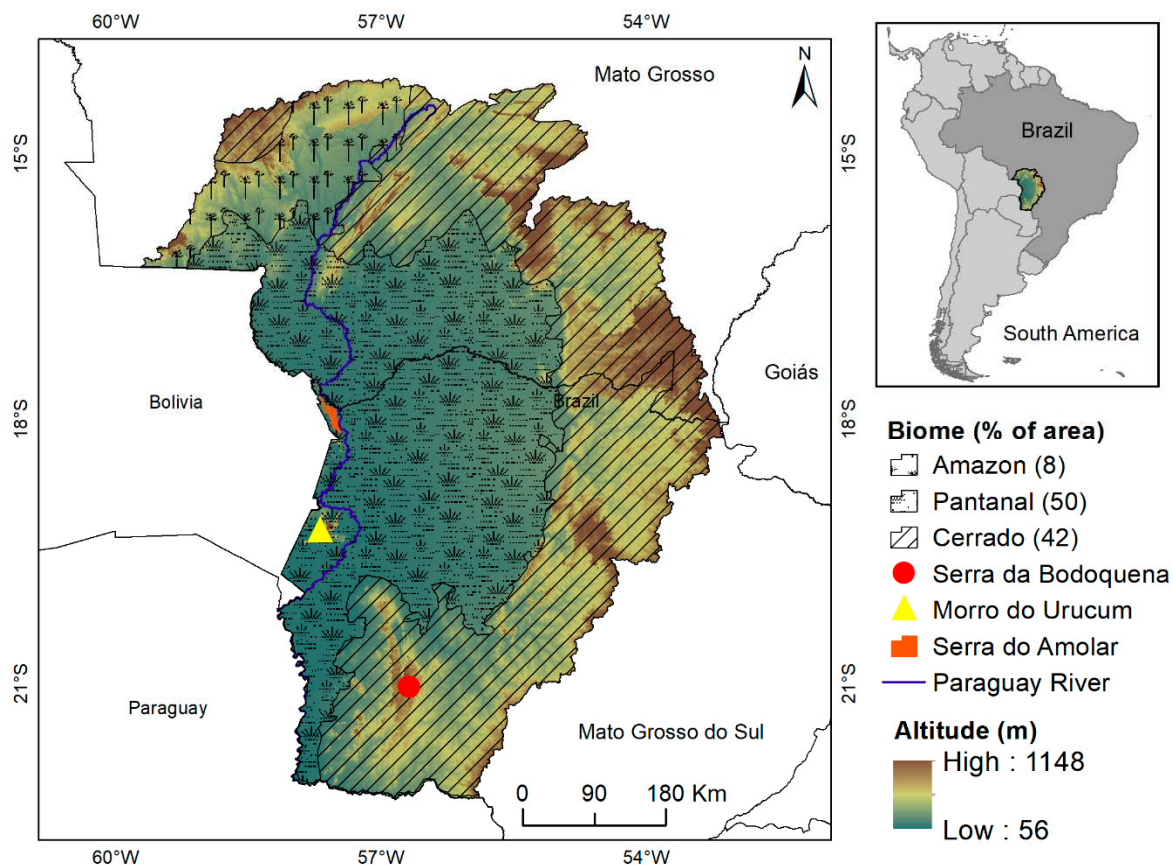 60°W 57°W 54°W
N
Mato Grosso
15°S 15°S
Goiás
Bolivia
Brazil
18°S 18°S
21°S 21°S
Paraguay
Mato Grosso do Sul
0 90 180 Km
60°W 57°W 54°W
Brazil
South America
Biome (% of area)
Amazon (8)
Pantanal (50)
Cerrado (42)
Serra da Bodoquena
Morro do Urucum
Serra do Amolar
Paraguay River
Altitude (m)
High : 1148
Low : 56